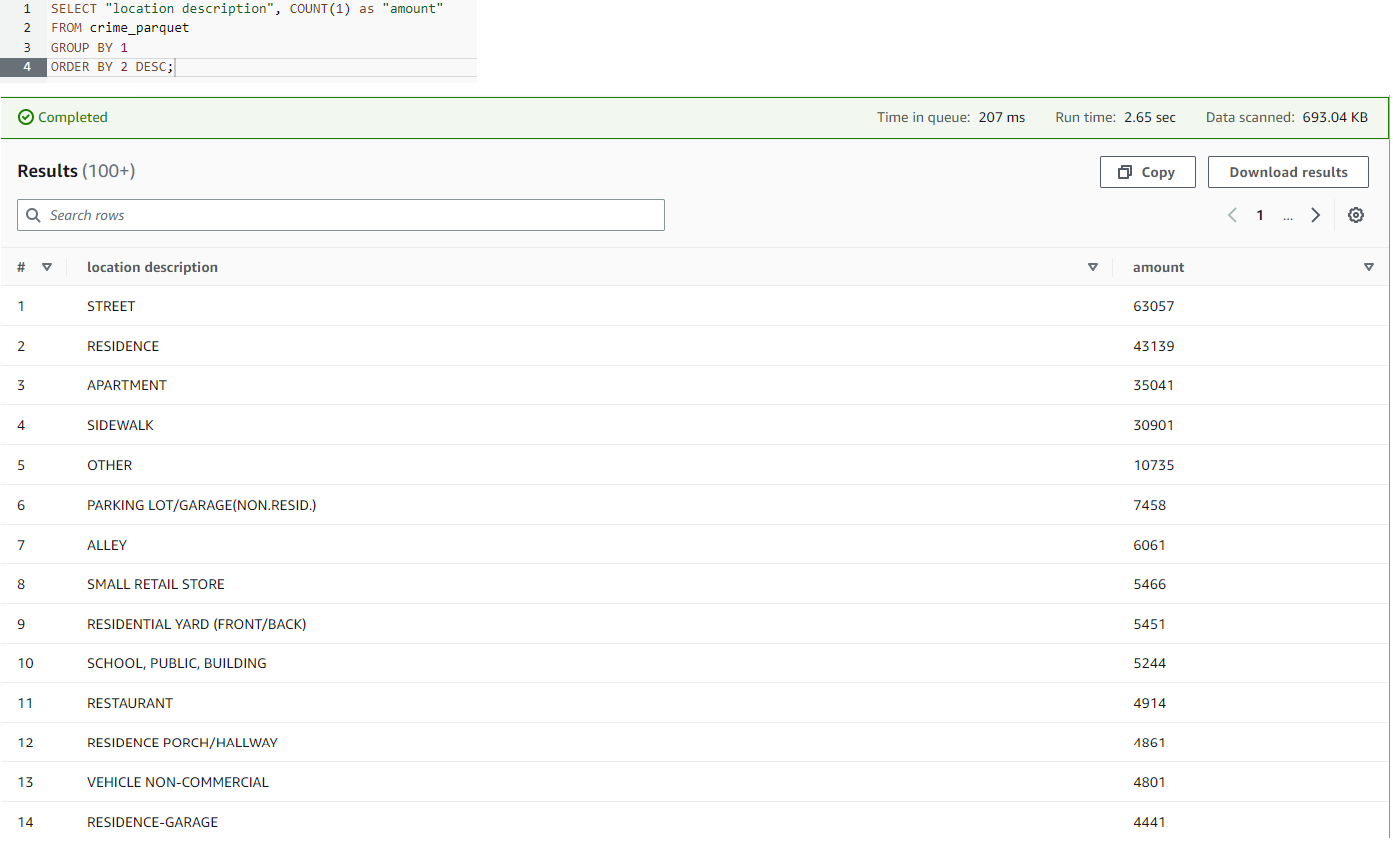 1 SELECT "location description", COUNT(1) as "amount"
2 FROM crime_parquet
3 GROUP BY 1
4 ORDER BY 2 DESC;
Completed Time in queue: 207 ms Run time: 2.65 sec Data scanned: 693.04 KB
Results (100+) Copy Download results
Search rows 1 ...
# location description amount
1 STREET 63057
2 RESIDENCE 43139
3 APARTMENT 35041
4 SIDEWALK 30901
5 OTHER 10735
6 PARKING LOT/GARAGE(NON.RESID.) 7458
7 ALLEY 6061
8 SMALL RETAIL STORE 5466
9 RESIDENTIAL YARD (FRONT/BACK) 5451
10 SCHOOL, PUBLIC, BUILDING 5244
11 RESTAURANT 4914
12 RESIDENCE PORCH/HALLWAY 4861
13 VEHICLE NON-COMMERCIAL 4801
14 RESIDENCE-GARAGE 4441